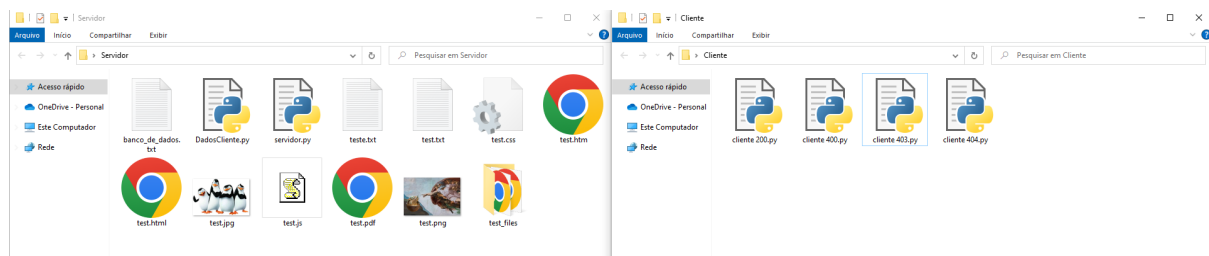 Servidor
Arquivo Início Compartilhar Exibir
Servidor
Pesquisar em Servidor
Acesso rápido
OneDrive - Personal
Este Computador
Rede
banco_de_dados.
txt
DadosCliente.py
servidor.py
teste.txt
test.txt
test.css
test.htm
test.html
test.jpg
test.js
test.pdf
test.png
test_files
Cliente
Arquivo Início Compartilhar Exibir
Cliente
Pesquisar em Cliente
Acesso rápido
OneDrive - Personal
Este Computador
Rede
cliente 200.py
cliente 400.py
cliente 403.py
cliente 404.py